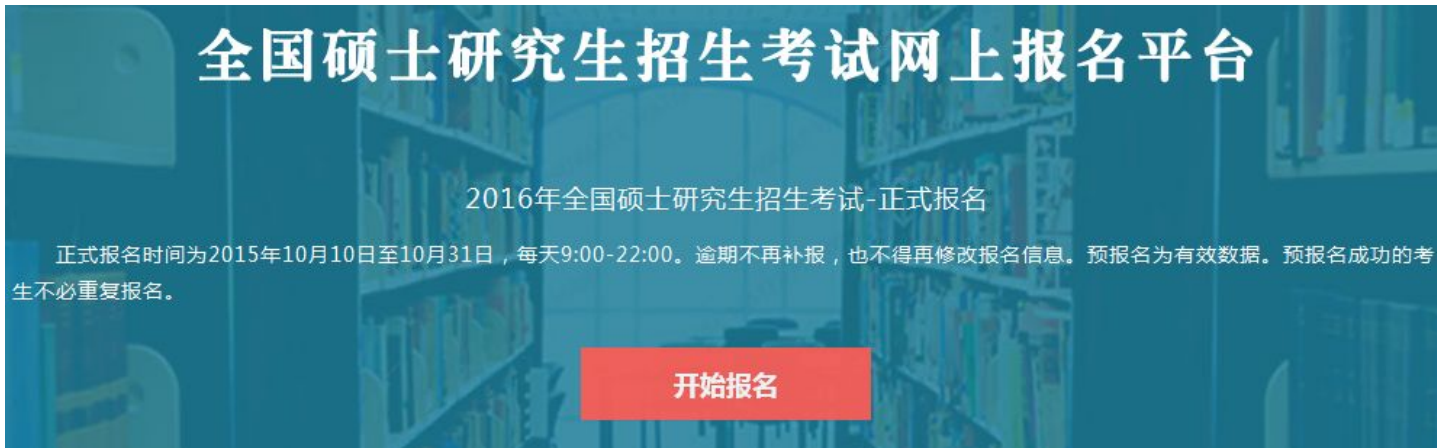 全国硕士研究生招生考试网上报名平台
2016年全国硕士研究生招生考试-正式报名
正式报名时间为2015年10月10日至10月31日，每天9:00-22:00。逾期不再补报，也不得再修改报名信息。预报名为有效数据。预报名成功的考
生不必重复报名。
开始报名